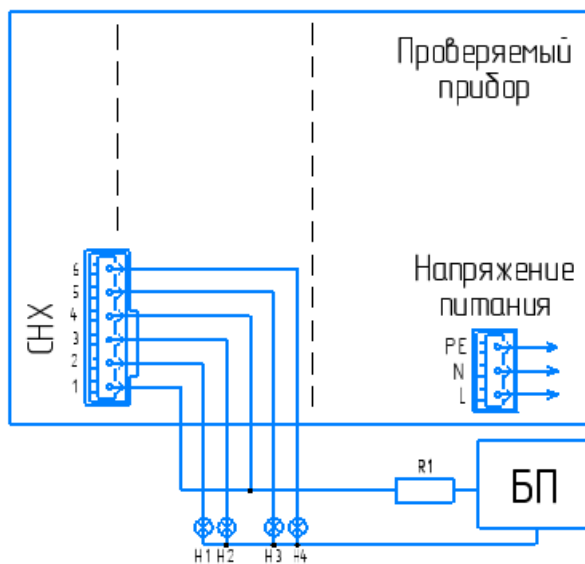 Проверяемый
прибор
СНХ
6
5
4
3
2
1
Напряжение
питания
PE
N
L
R1
БП
H1 H2 H3 H4